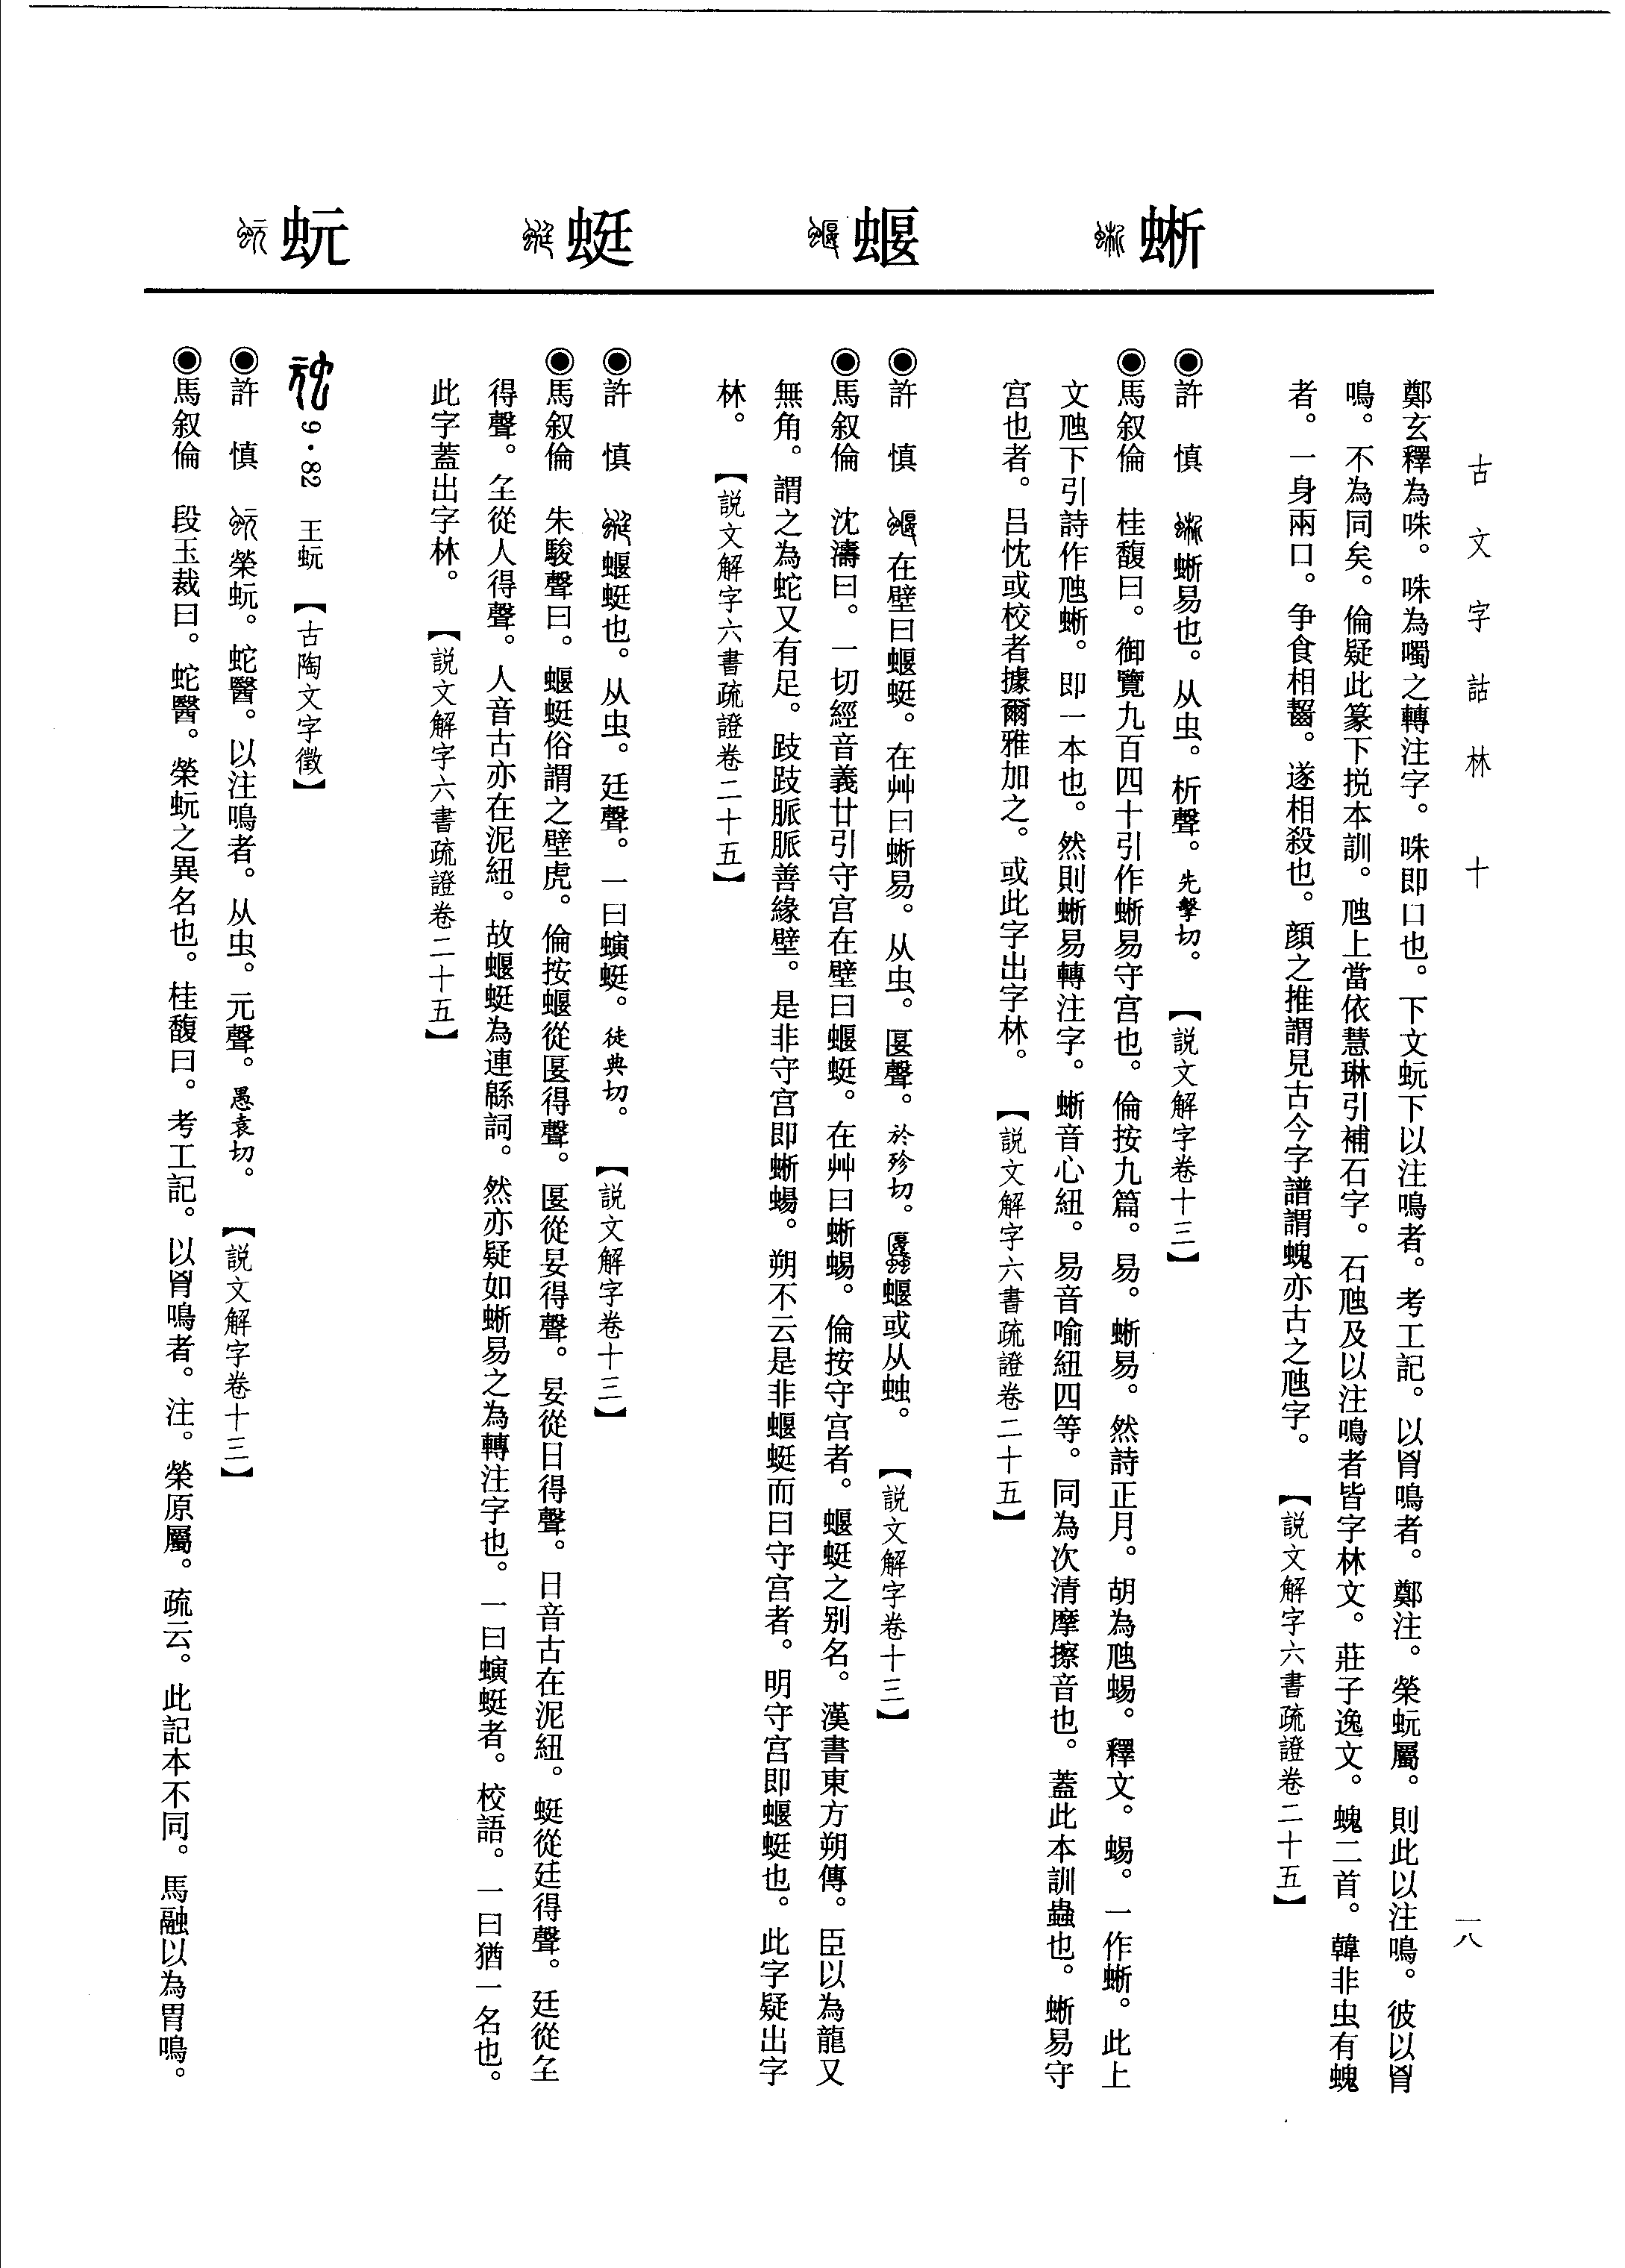 古文字詁林　十
一八
鄭玄釋為咮。咮為噣之轉注字。咮即口也。下文蚖下以注鳴者。考工記。以胷鳴者。鄭注。榮蚖屬。則此以注鳴。彼以胷
鳴。不為同矣。倫疑此篆下挩本訓。虺上當依慧琳引補石字。石虺及以注鳴者皆字林文。莊子逸文。螝二首。韓非虫有螝
者。一身兩口。争食相齧。遂相殺也。顔之推謂見古今字譜謂螝亦古之虺字。　【説文解字六書疏證卷二十五】
蜥
◉許　慎　蜥易也。从虫。析聲。先擊切。　【説文解字卷十三】
◉馬叙倫　桂馥曰。御覽九百四十引作蜥易守宫也。倫按九篇。易。蜥易。然詩正月。胡為虺蜴。釋文。蜴。一作蜥。此上
文虺下引詩作虺蜥。即一本也。然則蜥易轉注字。蜥音心紐。易音喻紐四等。同為次清摩擦音也。蓋此本訓蟲也。蜥易守
宫也者。吕忱或校者據爾雅加之。或此字出字林。　【説文解字六書疏證卷二十五】
蝘
◉許　慎　在壁曰蝘蜓。在艸曰蜥易。从虫。匽聲。於殄切。蝘或从䖵。　【説文解字卷十三】
◉馬叙倫　沈濤曰。一切經音義廿引守宫在壁曰蝘蜓。在艸曰蜥蜴。倫按守宫者。蝘蜓之别名。漢書東方朔傳。臣以為龍又
無角。謂之為蛇又有足。跂跂脈脈善緣壁。是非守宫即蜥蜴。朔不云是非蝘蜓而曰守宫者。明守宫即蝘蜓也。此字疑出字
林。　【説文解字六書疏證卷二十五】
蜓
◉許　慎　蝘蜓也。从虫。廷聲。一曰螾蜓。徒典切。　【説文解字卷十三】
◉馬叙倫　朱駿聲曰。蝘蜓俗謂之壁虎。倫按蝘從匽得聲。匽從妟得聲。妟從日得聲。日音古在泥紐。蜓從廷得聲。廷從𡈼
得聲。𡈼從人得聲。人音古亦在泥紐。故蝘蜓為連緜詞。然亦疑如蜥易之為轉注字也。一曰螾蜓者。校語。一曰猶一名也。
此字蓋出字林。　【説文解字六書疏證卷二十五】
蚖
9·82　王蚖　【古陶文字徵】
◉許　慎　榮蚖。蛇醫。以注鳴者。从虫。元聲。愚袁切。　【説文解字卷十三】
◉馬叙倫　段玉裁曰。蛇醫。榮蚖之異名也。桂馥曰。考工記。以胷鳴者。注。榮原屬。疏云。此記本不同。馬融以為胃鳴。